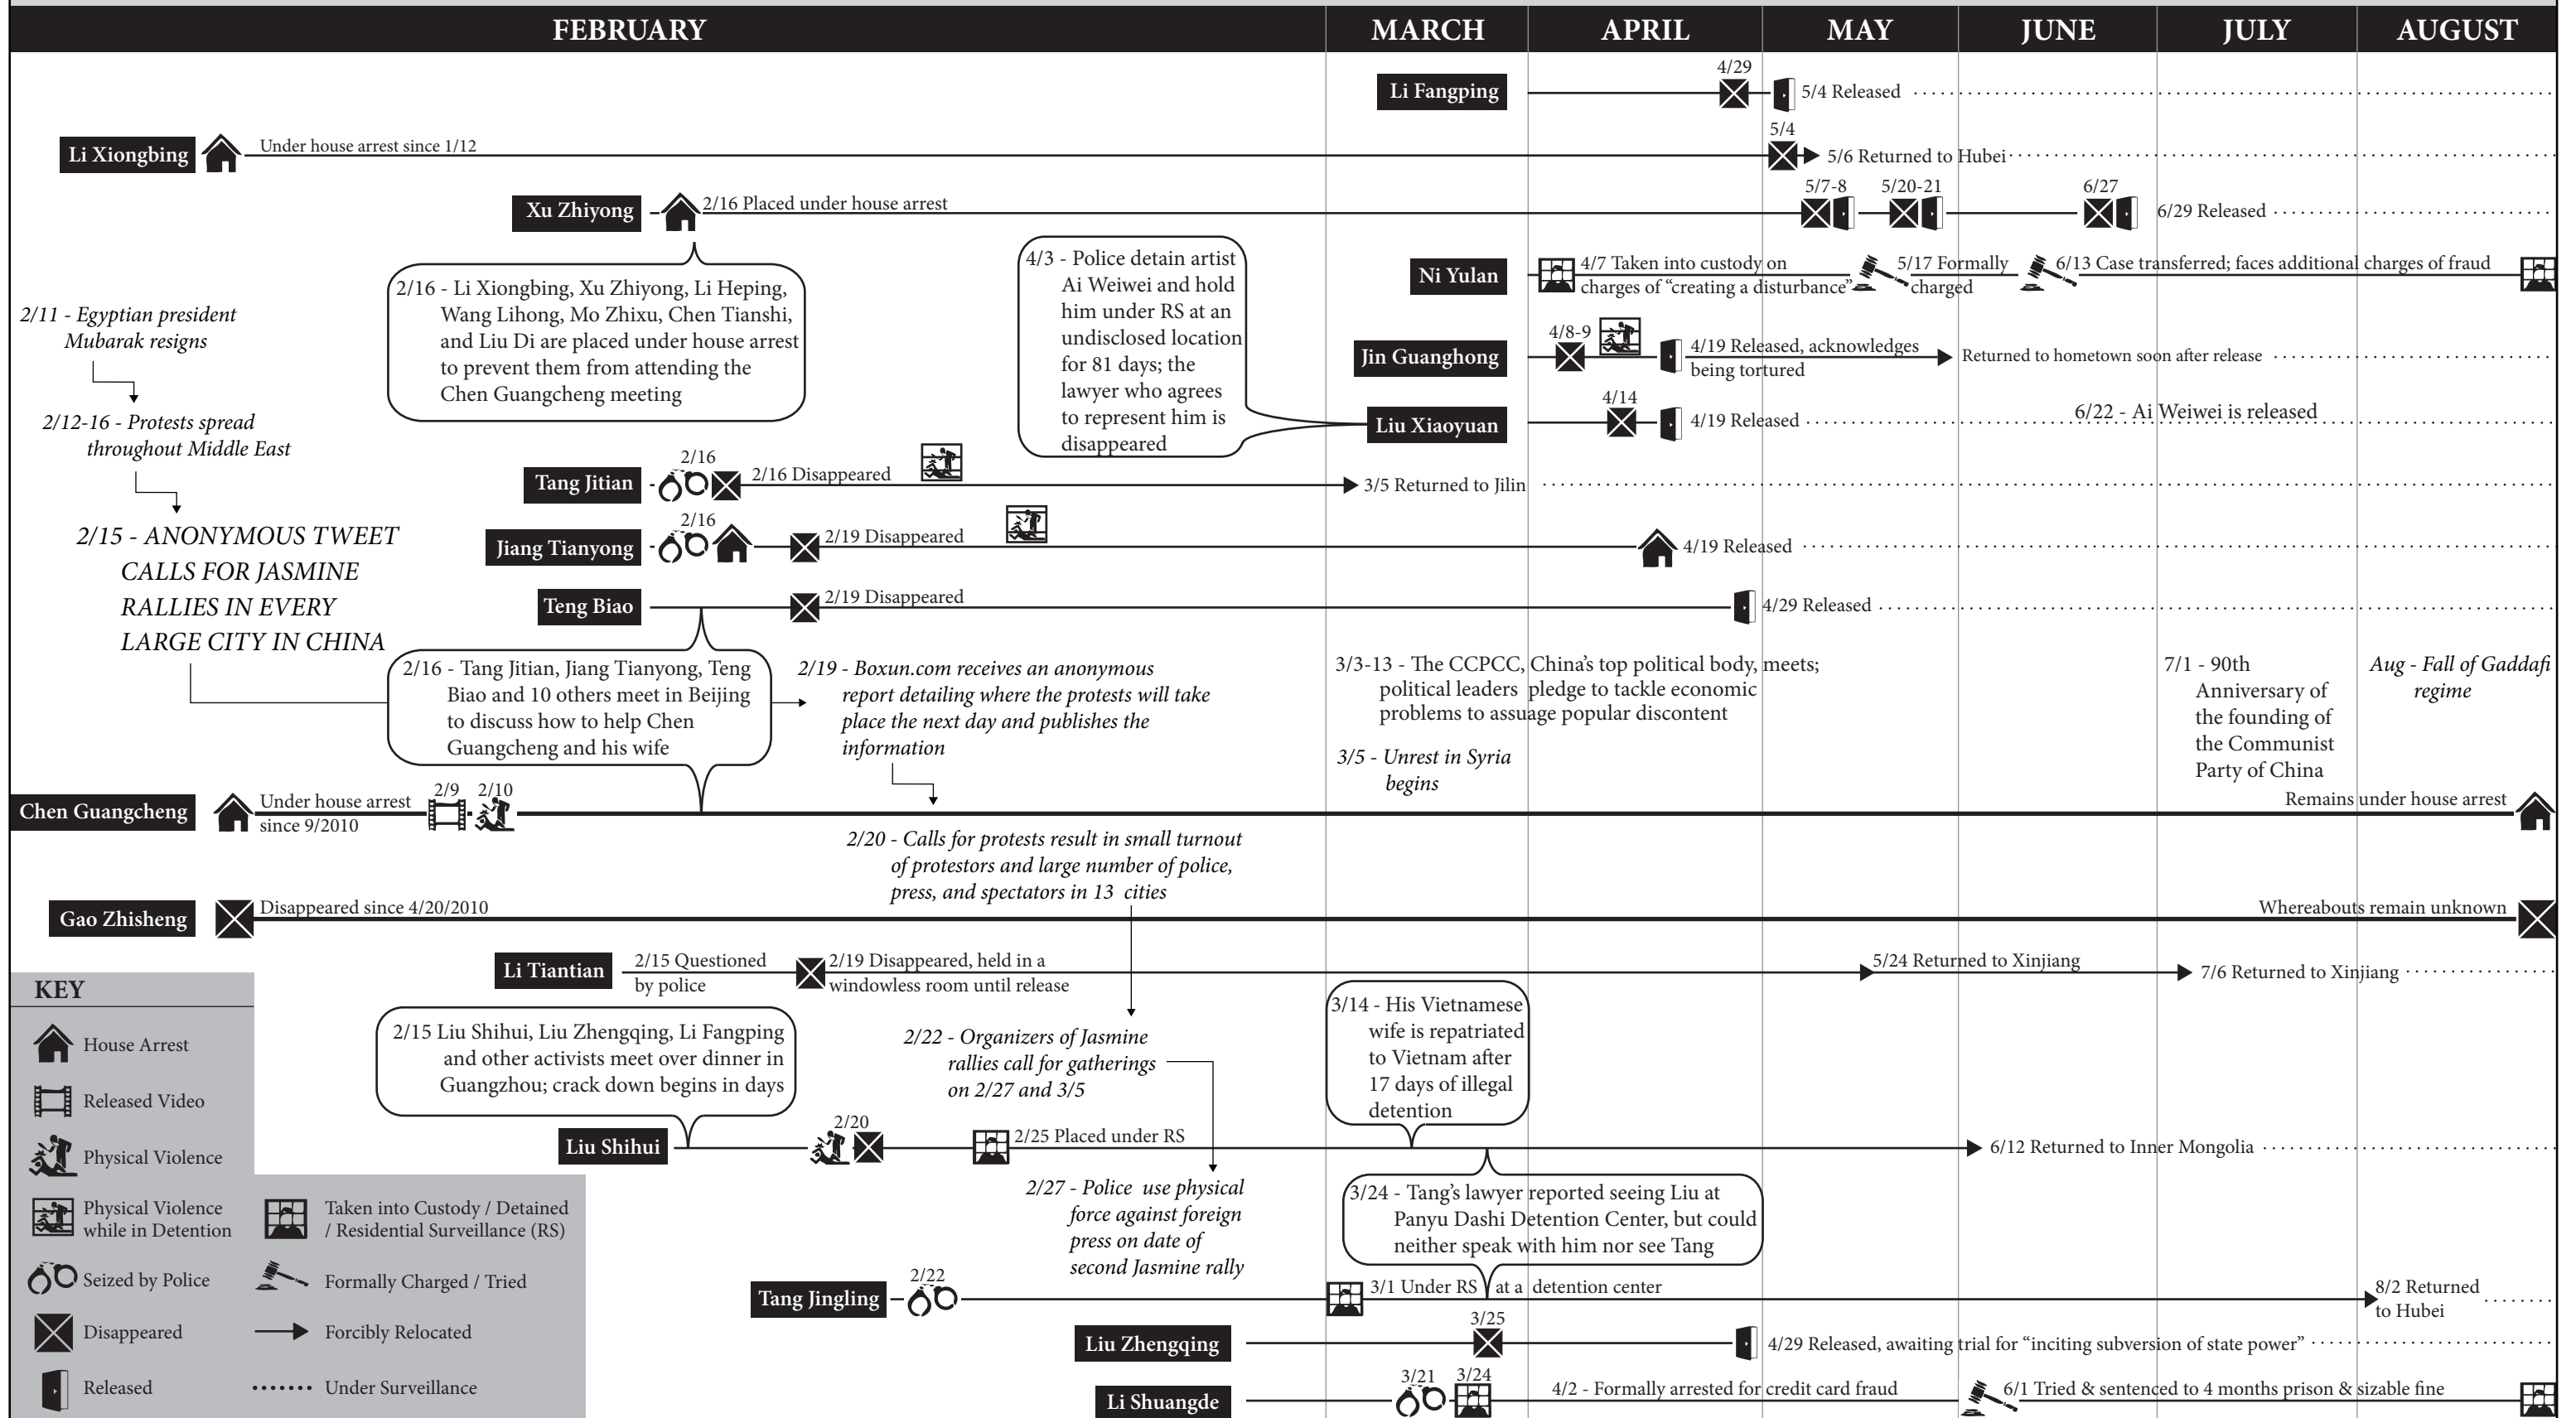 FEBRUARY
MARCH
APRIL
MAY
JUNE
JULY
AUGUST
Li Fangping
4/29
5/4 Released
Li Xiongbing
Under house arrest since 1/12
5/4
5/6 Returned to Hubei
Xu Zhiyong
2/16 Placed under house arrest
5/7-8
5/20-21
6/27
6/29 Released
2/16 - Li Xiongbing, Xu Zhiyong, Li Heping,
Wang Lihong, Mo Zhixu, Chen Tianshi,
and Liu Di are placed under house arrest
to prevent them from attending the
Chen Guangcheng meeting
4/3 - Police detain artist
Ai Weiwei and hold
him under RS at an
undisclosed location
for 81 days; the
lawyer who agrees
to represent him is
disappeared
Ni Yulan
4/7 Taken into custody on
charges of “creating a disturbance”
5/17 Formally
charged
6/13 Case transferred; faces additional charges of fraud
2/11 - Egyptian president
Mubarak resigns
2/12-16 - Protests spread
throughout Middle East
2/15 - ANONYMOUS TWEET
CALLS FOR JASMINE
RALLIES IN EVERY
LARGE CITY IN CHINA
Jin Guanghong
4/8-9
4/19 Released, acknowledges
being tortured
Returned to hometown soon after release
Liu Xiaoyuan
4/14
4/19 Released
6/22 - Ai Weiwei is released
Tang Jitian
2/16
2/16 Disappeared
3/5 Returned to Jilin
Jiang Tianyong
2/16
2/19 Disappeared
4/19 Released
Teng Biao
2/19 Disappeared
4/29 Released
2/16 - Tang Jitian, Jiang Tianyong, Teng
Biao and 10 others meet in Beijing
to discuss how to help Chen
Guangcheng and his wife
2/19 - Boxun.com receives an anonymous
report detailing where the protests will take
place the next day and publishes the
information
3/3-13 - The CCPCC, China’s top political body, meets;
political leaders pledge to tackle economic
problems to assuage popular discontent
3/5 - Unrest in Syria
begins
7/1 - 90th
Anniversary of
the founding of
the Communist
Party of China
Aug - Fall of Gaddafi
regime
Chen Guangcheng
Under house arrest
since 9/2010
2/9
2/10
Remains under house arrest
2/20 - Calls for protests result in small turnout
of protestors and large number of police,
press, and spectators in 13 cities
Gao Zhisheng
Disappeared since 4/20/2010
Whereabouts remain unknown
Li Tiantian
2/15 Questioned
by police
2/19 Disappeared, held in a
windowless room until release
5/24 Returned to Xinjiang
7/6 Returned to Xinjiang
2/15 Liu Shihui, Liu Zhengqing, Li Fangping
and other activists meet over dinner in
Guangzhou; crack down begins in days
2/22 - Organizers of Jasmine
rallies call for gatherings
on 2/27 and 3/5
3/14 - His Vietnamese
wife is repatriated
to Vietnam after
17 days of illegal
detention
Liu Shihui
2/20
2/25 Placed under RS
6/12 Returned to Inner Mongolia
2/27 - Police use physical
force against foreign
press on date of
second Jasmine rally
3/24 - Tang’s lawyer reported seeing Liu at
Panyu Dashi Detention Center, but could
neither speak with him nor see Tang
Tang Jingling
2/22
3/1 Under RS at a detention center
8/2 Returned
to Hubei
Liu Zhengqing
3/25
4/29 Released, awaiting trial for “inciting subversion of state power”
Li Shuangde
3/21
3/24
4/2 - Formally arrested for credit card fraud
6/1 Tried & sentenced to 4 months prison & sizable fine
KEY
House Arrest
Released Video
Physical Violence
Physical Violence
while in Detention
Seized by Police
Disappeared
Released
Taken into Custody / Detained
/ Residential Surveillance (RS)
Formally Charged / Tried
Forcibly Relocated
Under Surveillance